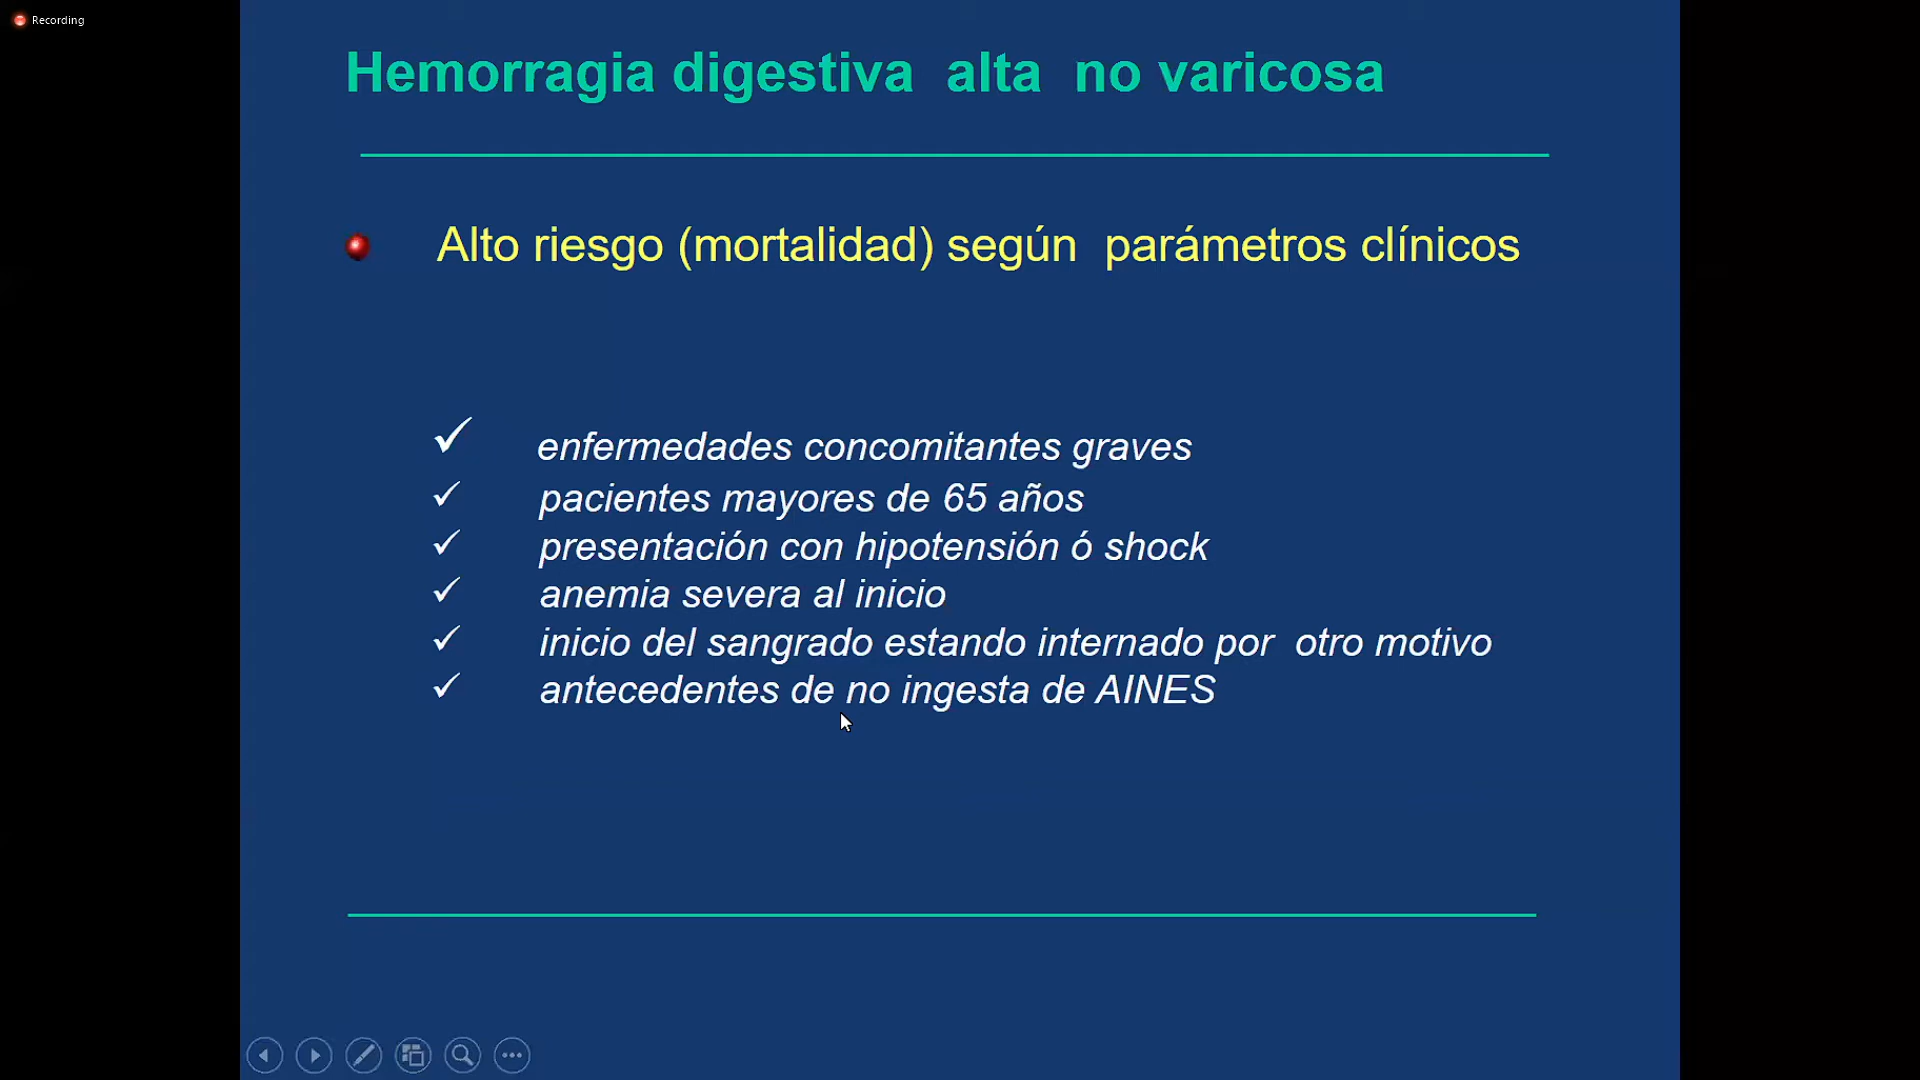 Recording
Hemorragia digestiva alta no varicosa
Alto riesgo (mortalidad) según parámetros clínicos
enfermedades concomitantes graves
pacientes mayores de 65 años
presentación con hipotensión ó shock
anemia severa al inicio
inicio del sangrado estando internado por otro motivo
antecedentes de no ingesta de AINES